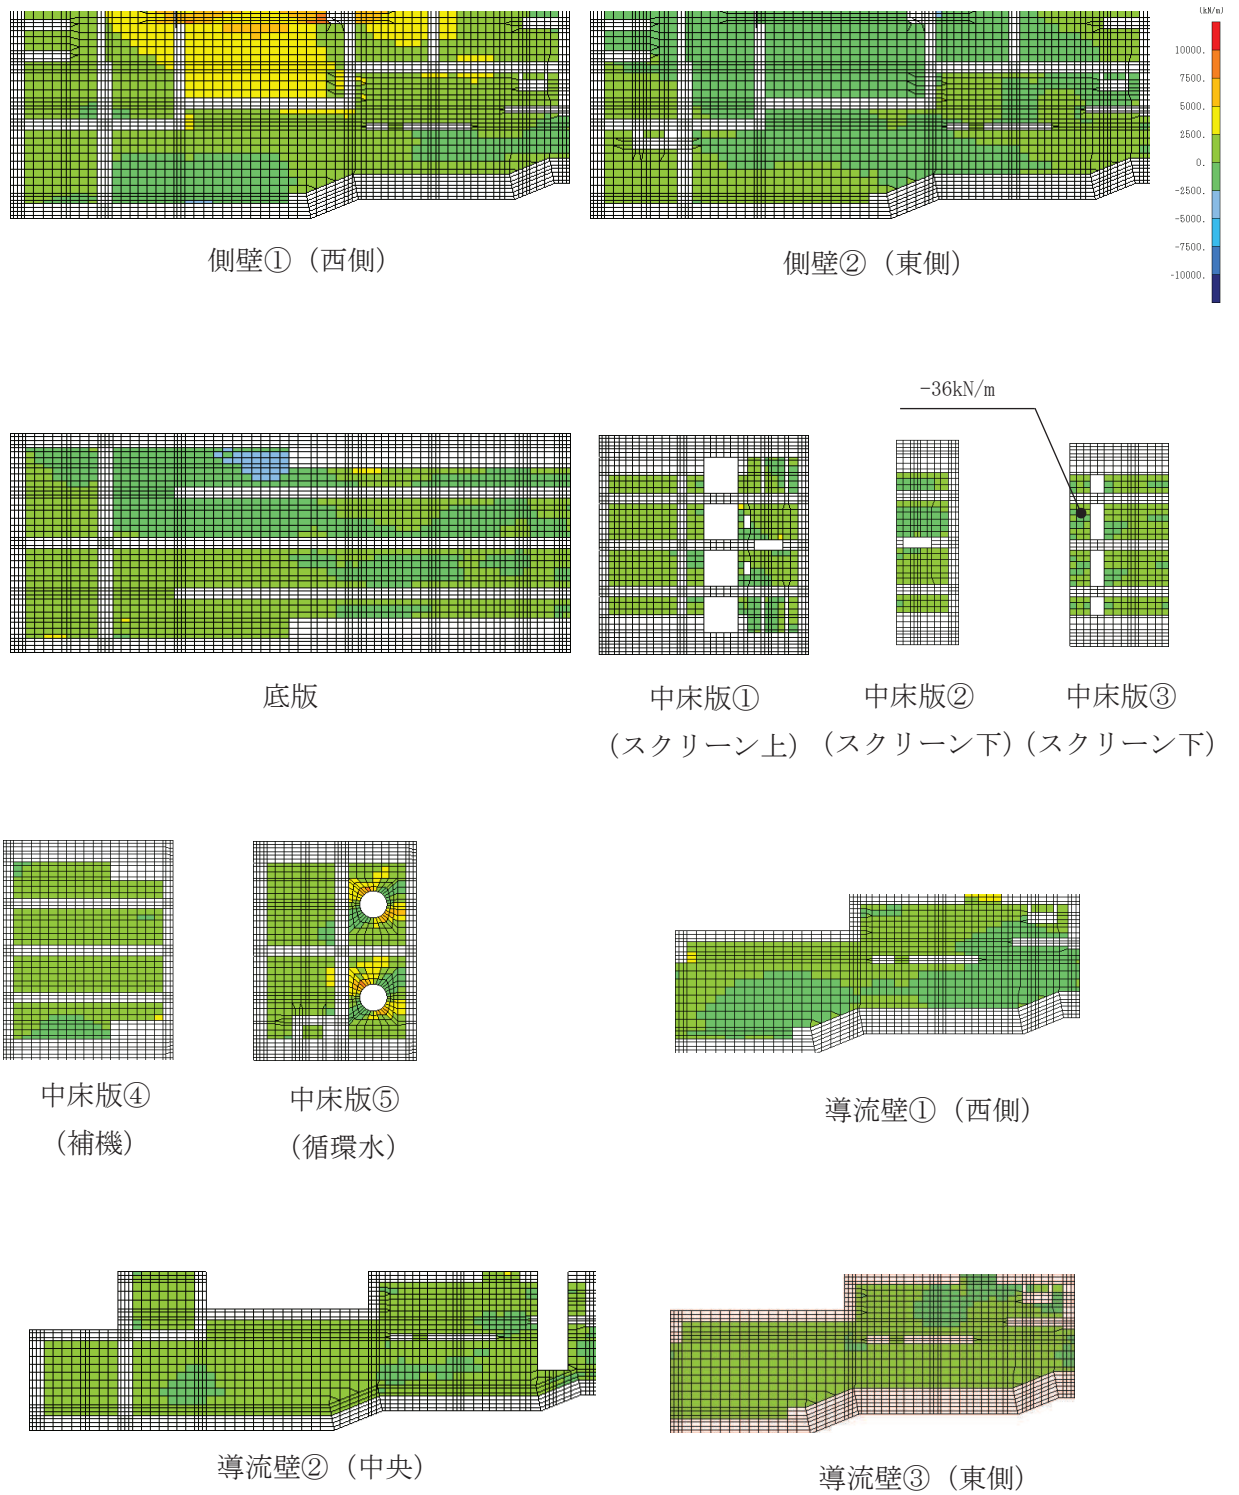 (kN/m)
10000.
7500.
5000.
2500.
0.
-2500.
-5000.
-7500.
-10000.
側壁①（西側）
側壁②（東側）
-36kN/m
底版
中床版①
（スクリーン上）
中床版②
（スクリーン下）
中床版③
（スクリーン下）
中床版④
（補機）
中床版⑤
（循環水）
導流壁①（西側）
導流壁②（中央）
導流壁③（東側）